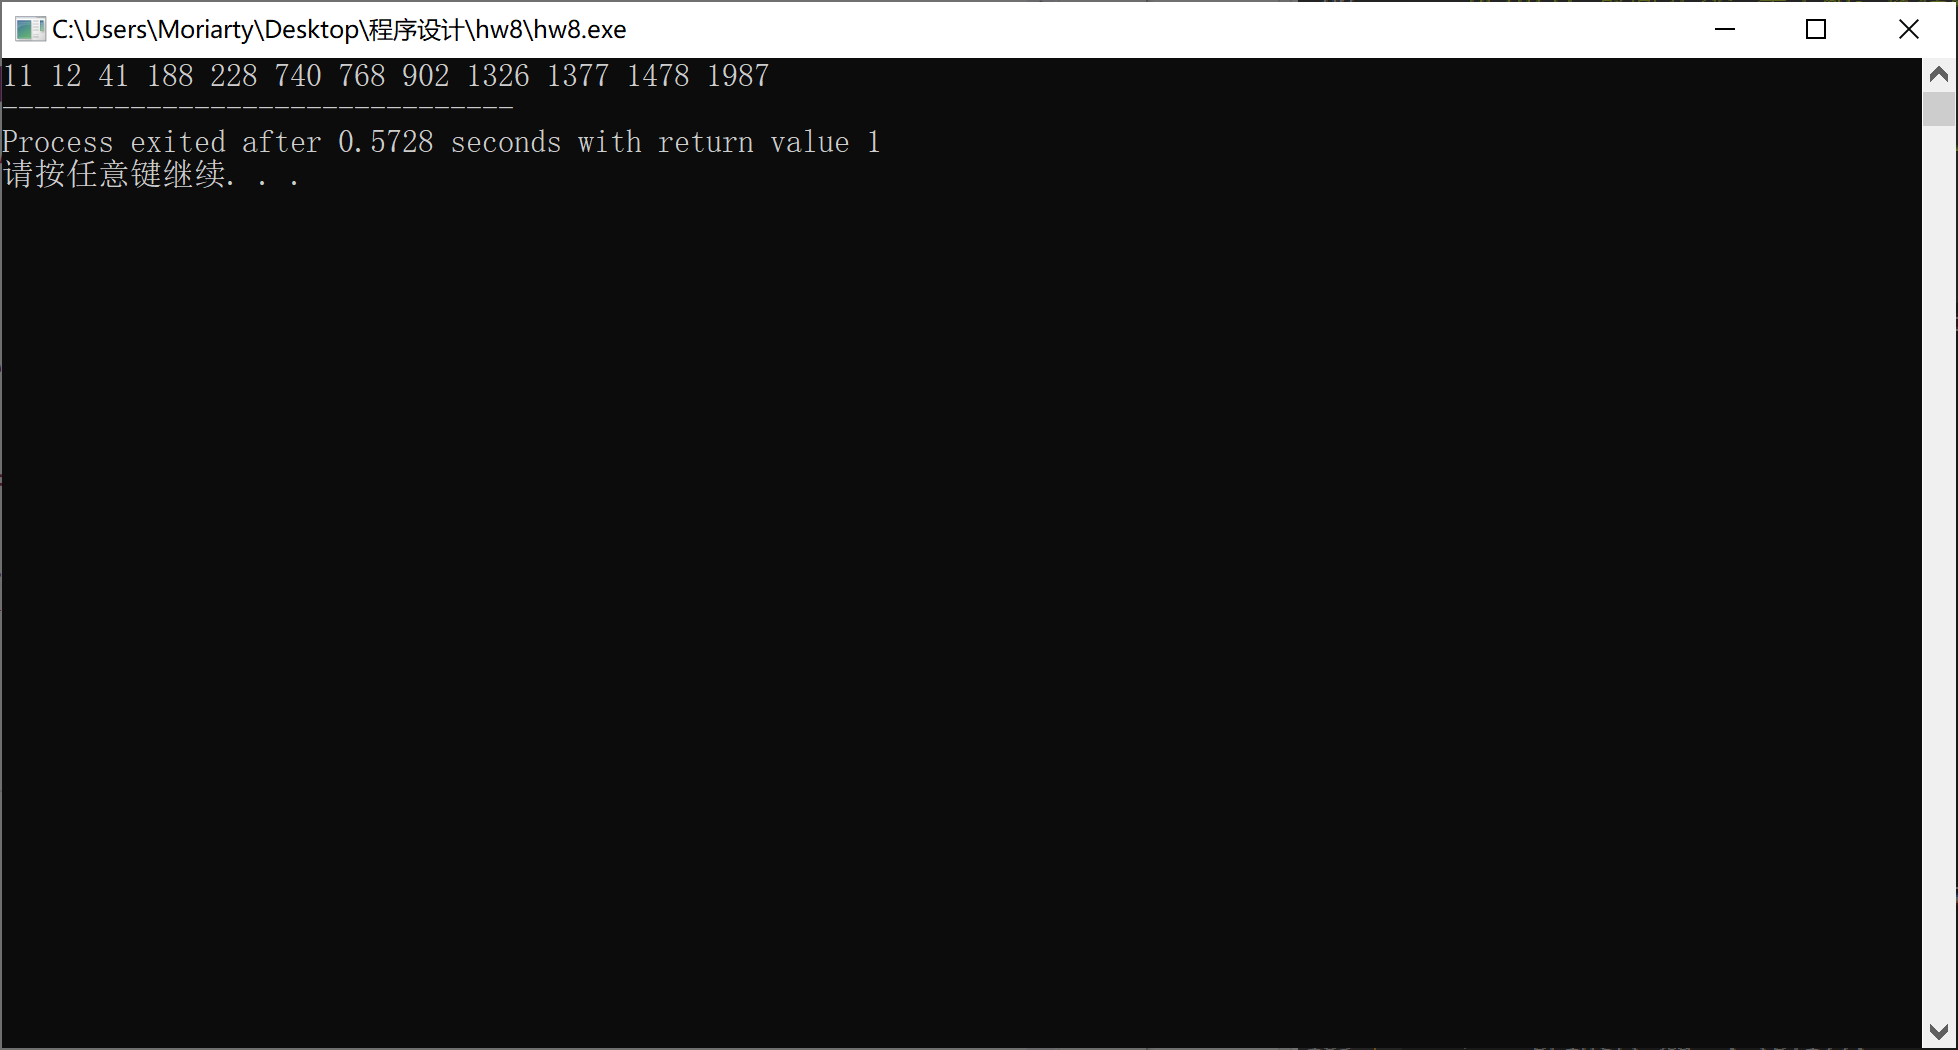 C:\Users\Moriarty\Desktop\程序设计\hw8\hw8.exe
11 12 41 188 228 740 768 902 1326 1377 1478 1987
--------------------------------
Process exited after 0.5728 seconds with return value 1
请按任意键继续. . .